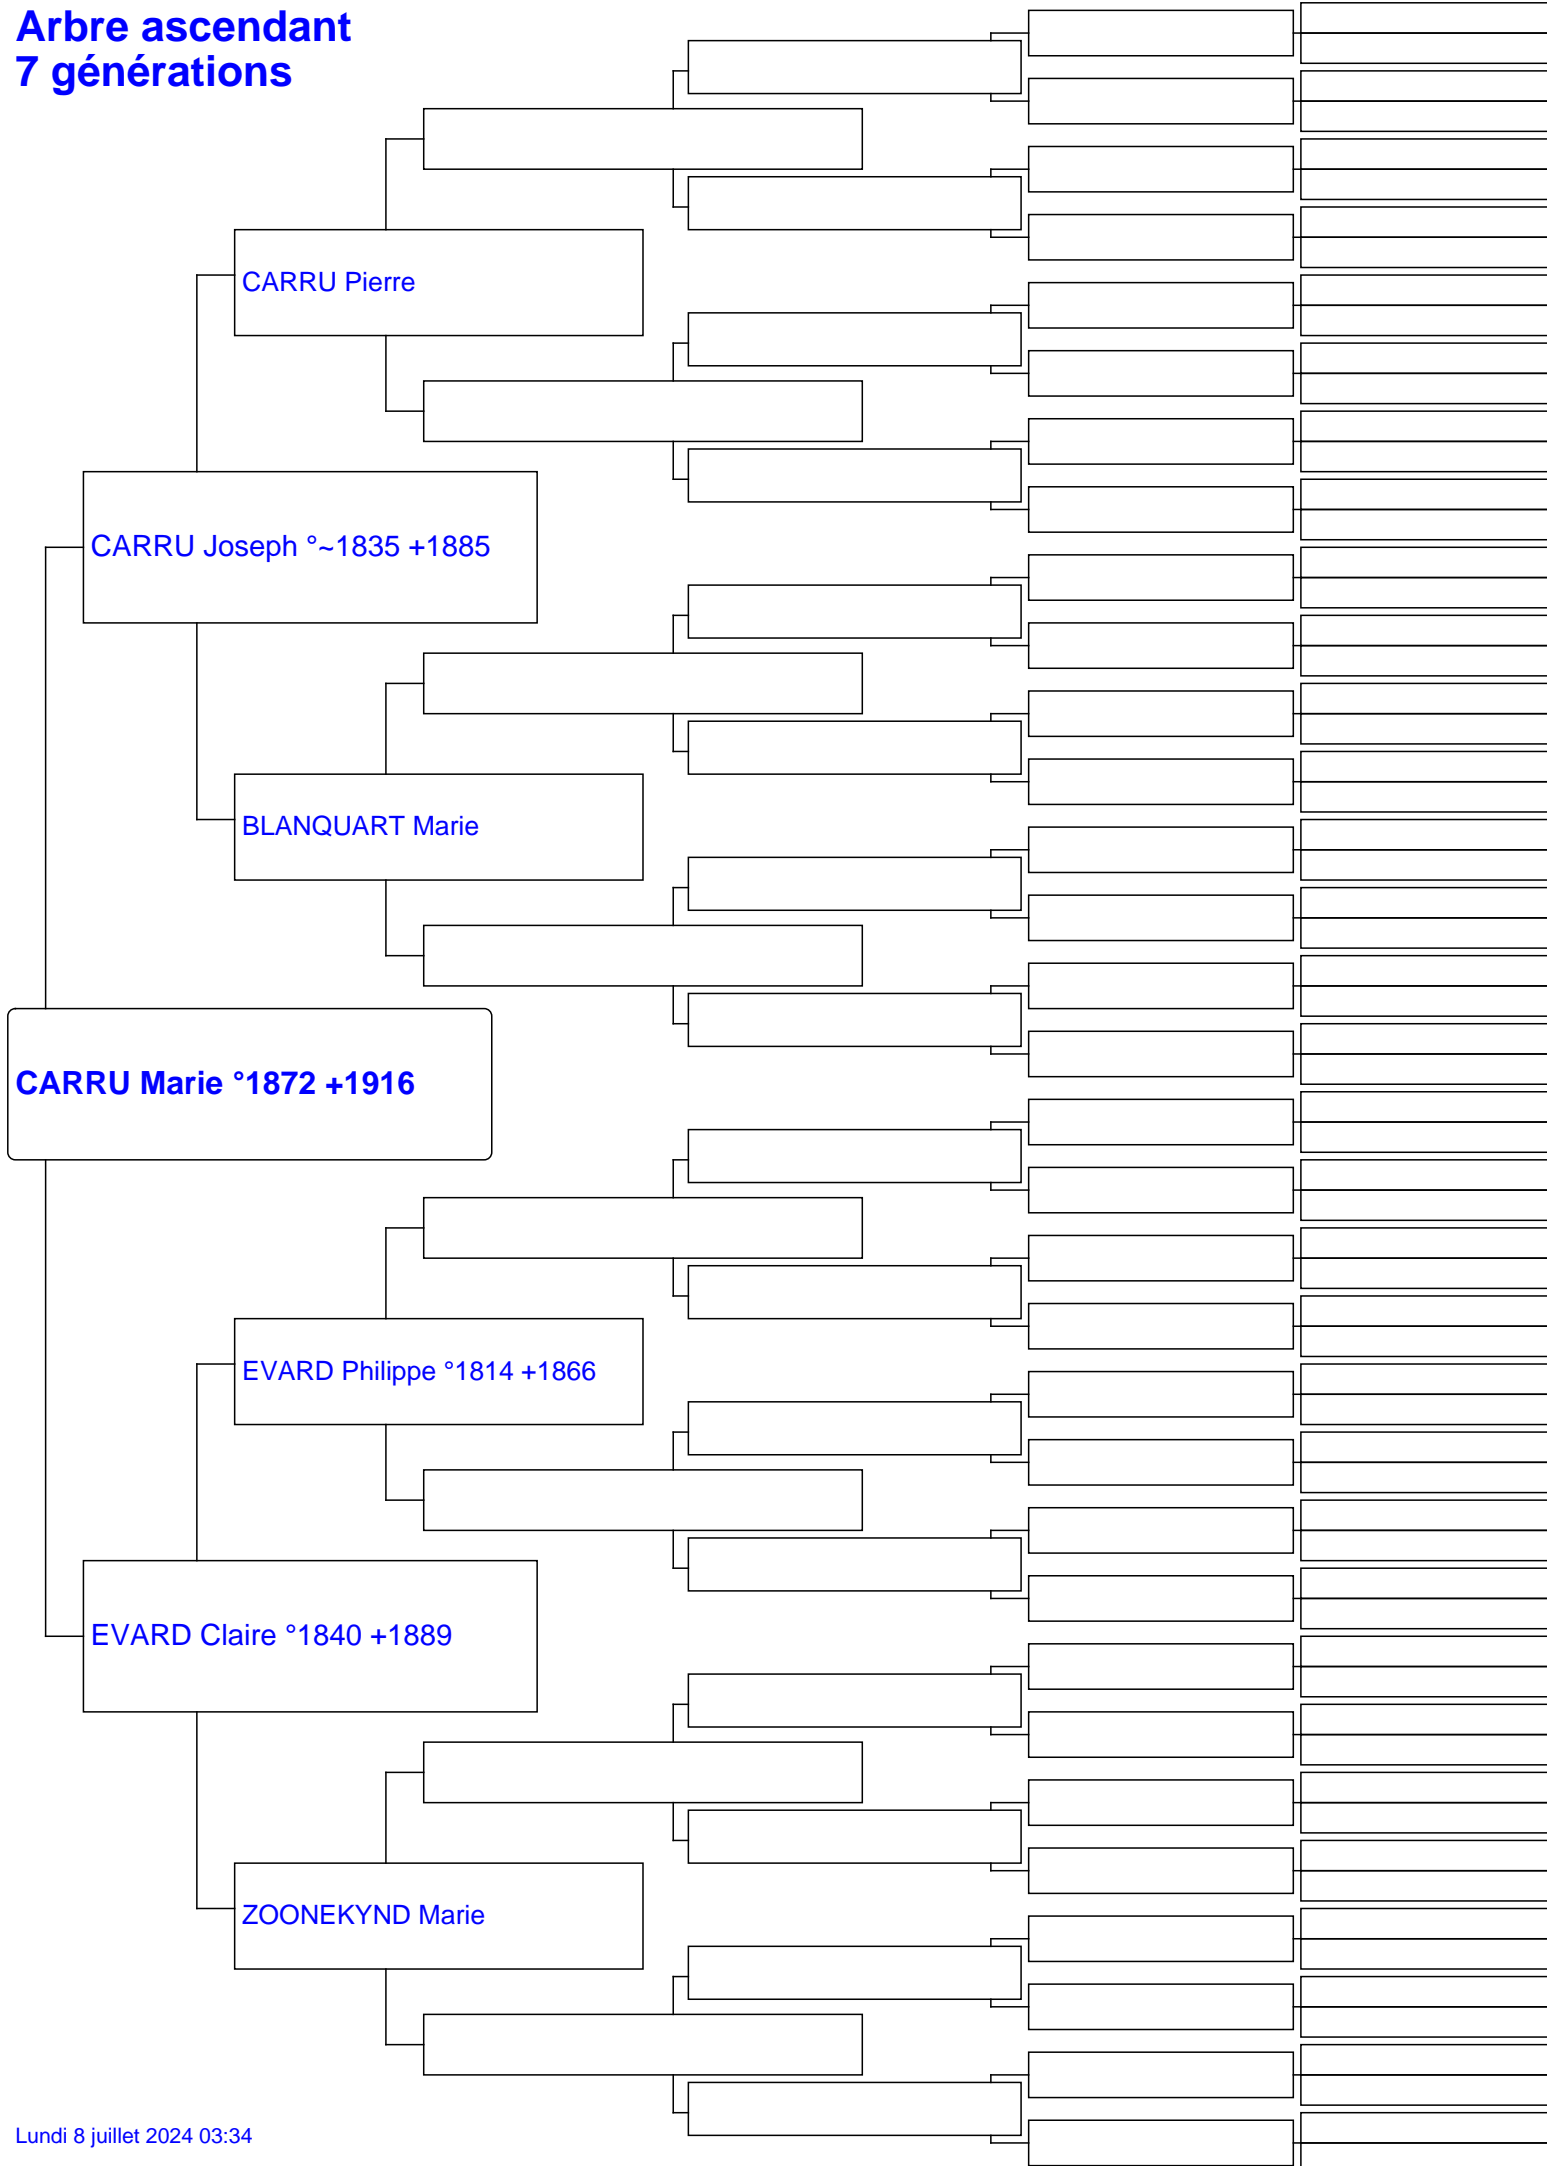 Arbre ascendant
7 générations
CARRU Pierre
CARRU Joseph °~1835 +1885
BLANQUART Marie
CARRU Marie °1872 +1916
EVARD Philippe °1814 +1866
EVARD Claire °1840 +1889
ZOONEKYND Marie
Lundi 8 juillet 2024 03:34